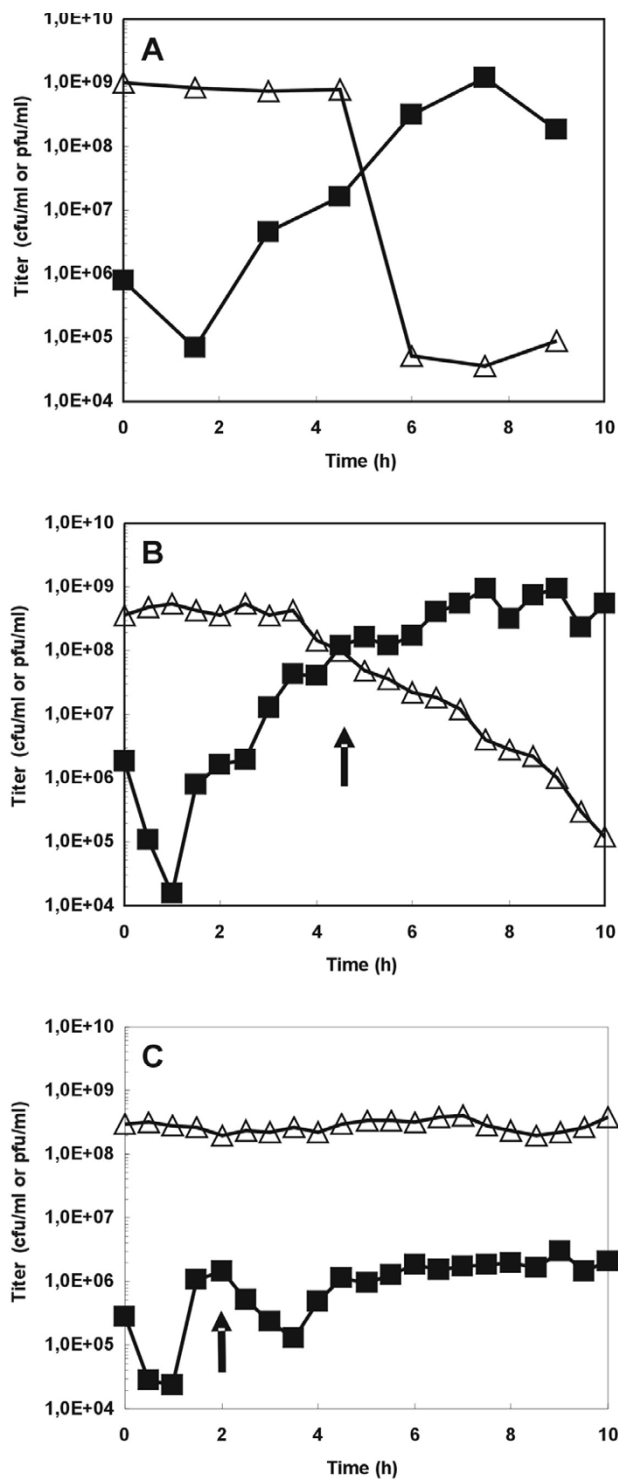 A
1,0E+10
1,0E+09
1,0E+08
1,0E+07
1,0E+06
1,0E+05
1,0E+04
Titer (cfu/ml or pfu/ml)
0 2 4 6 8 10
Time (h)
B
1,0E+10
1,0E+09
1,0E+08
1,0E+07
1,0E+06
1,0E+05
1,0E+04
Titer (cfu/ml or pfu/ml)
0 2 4 6 8 10
Time (h)
C
1,0E+10
1,0E+09
1,0E+08
1,0E+07
1,0E+06
1,0E+05
1,0E+04
Titer (cfu/ml or pfu/ml)
0 2 4 6 8 10
Time (h)